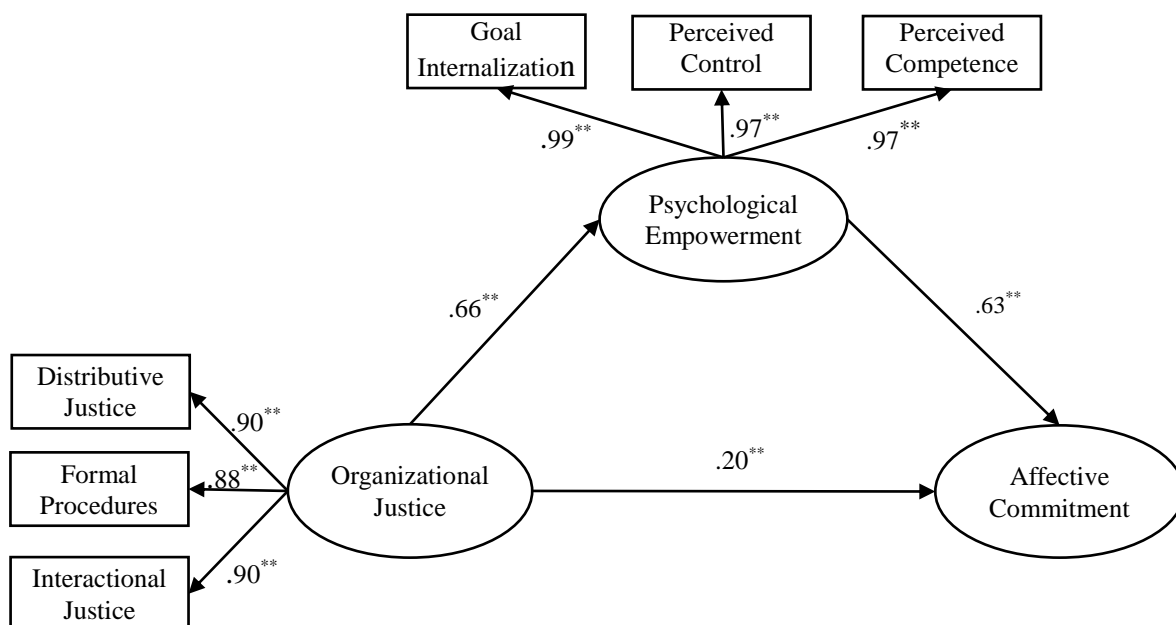 Goal
Internalization
Perceived
Control
Perceived
Competence
.99**
.97**
.97**
Psychological
Empowerment
.66**
.63**
Distributive
Justice
.90**
Formal
Procedures
.88**
Organizational
Justice
.20**
Affective
Commitment
Interactional
Justice
.90**